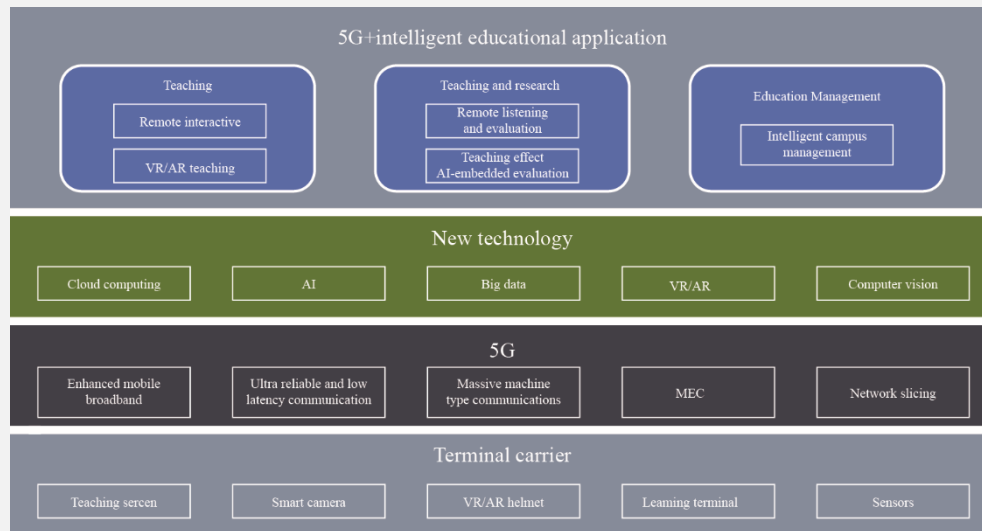 5G+intelligent educational application
Teaching
Remote interactive
VR/AR teaching
Teaching and research
Remote listening
and evaluation
Teaching effect
AI-embedded evaluation
Education Management
Intelligent campus
management
New technology
Cloud computing
AI
Big data
VR/AR
Computer vision
5G
Enhanced mobile
broadband
Ultra reliable and low
latency communication
Massive machine
type communications
MEC
Network slicing
Terminal carrier
Teaching sercen
Smart camera
VR/AR helmet
Leaming terminal
Sensors